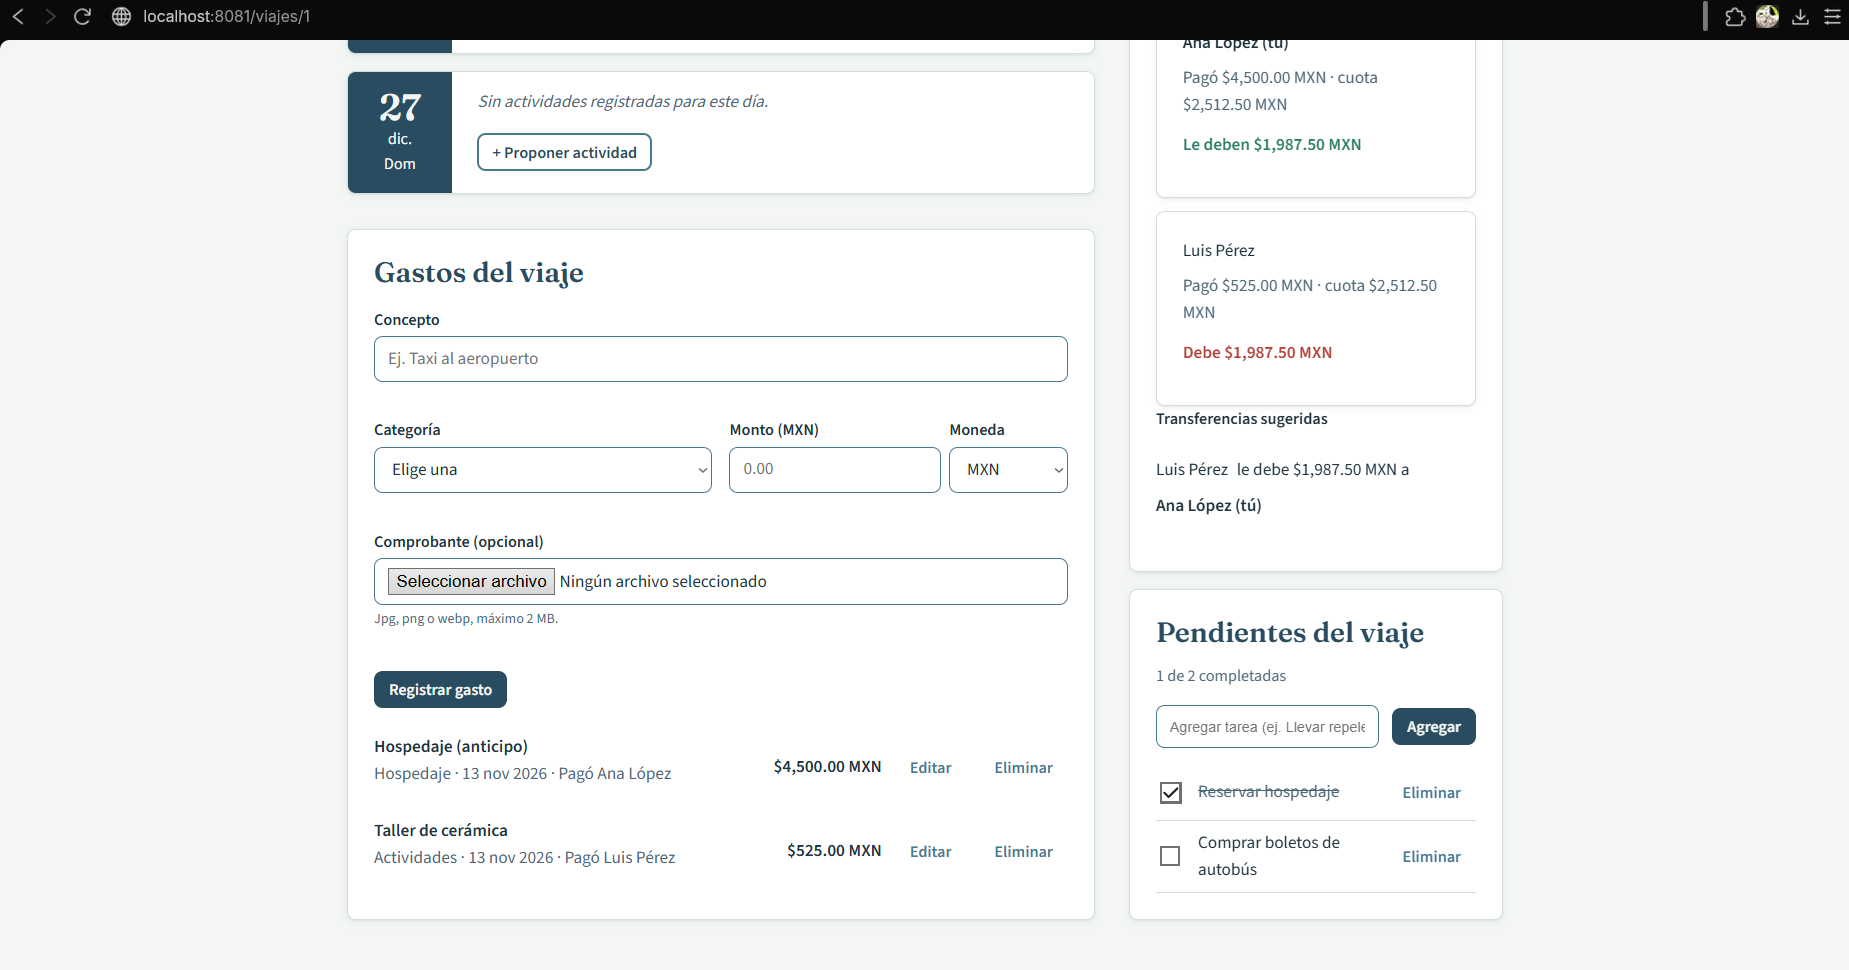 localhost:8081/viajes/1
27
dic.
Dom
Sin actividades registradas para este día.
+ Proponer actividad
Gastos del viaje
Concepto
Ej. Taxi al aeropuerto
Categoría
Monto (MXN)
Moneda
Elige una
0.00
MXN
Comprobante (opcional)
Seleccionar archivo Ningún archivo seleccionado
Jpg, png o webp, máximo 2 MB.
Registrar gasto
Hospedaje (anticipo)
Hospedaje · 13 nov 2026 · Pagó Ana López
$4,500.00 MXN
Editar
Eliminar
Taller de cerámica
Actividades · 13 nov 2026 · Pagó Luis Pérez
$525.00 MXN
Editar
Eliminar
Ana López (tú)
Pagó $4,500.00 MXN · cuota
$2,512.50 MXN
Le deben $1,987.50 MXN
Luis Pérez
Pagó $525.00 MXN · cuota $2,512.50
MXN
Debe $1,987.50 MXN
Transferencias sugeridas
Luis Pérez le debe $1,987.50 MXN a
Ana López (tú)
Pendientes del viaje
1 de 2 completadas
Agregar tarea (ej. Llevar repele
Agregar
Reservar hospedaje
Eliminar
Comprar boletos de
autobús
Eliminar